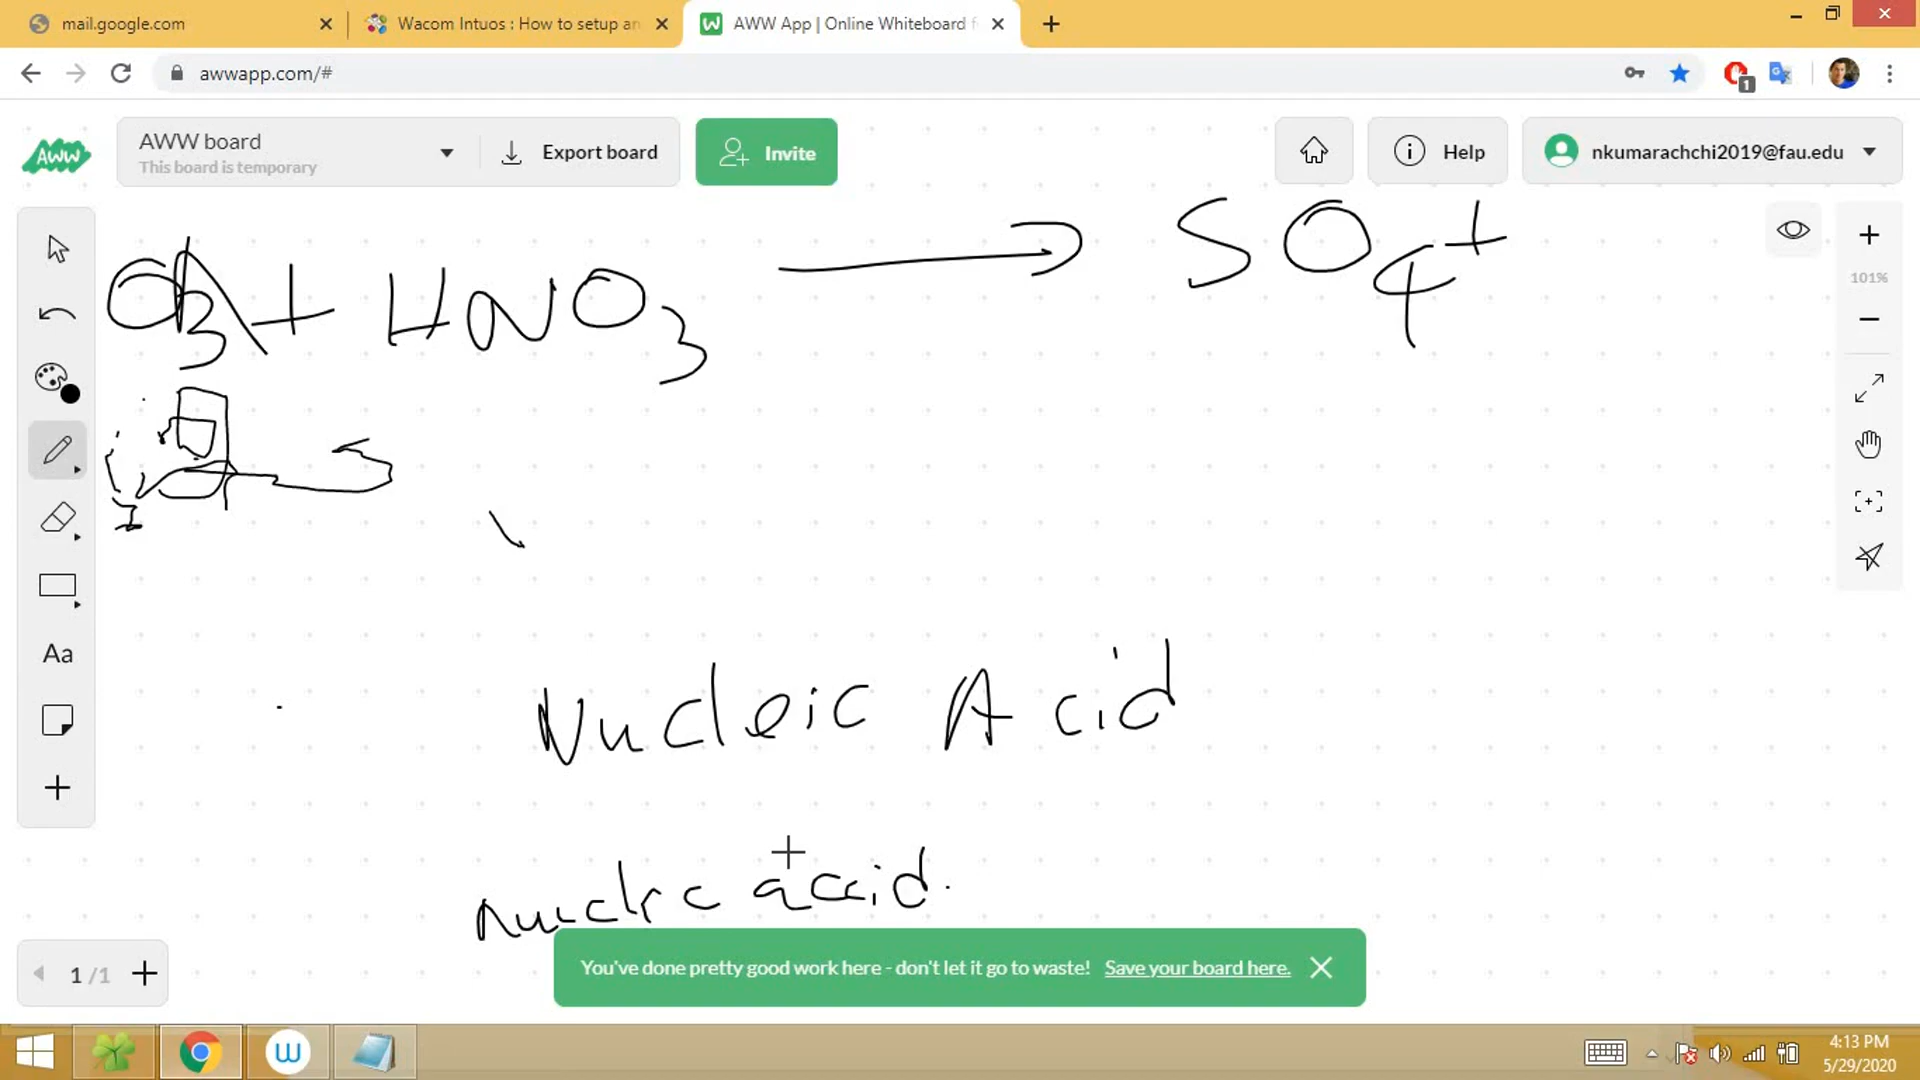 mail.google.com
Wacom Intuos : How to setup an
AWW App | Online Whiteboard f
awwapp.com/#
1
AWW
AWW board
This board is temporary
Export board
Invite
Help
nkumarachchi2019@fau.edu
+ HNO3 → SO4+
101%
Aa
Nucleic Acid
acid.
1 /1
You've done pretty good work here - don't let it go to waste! Save your board here.
W
4:13 PM
5/29/2020